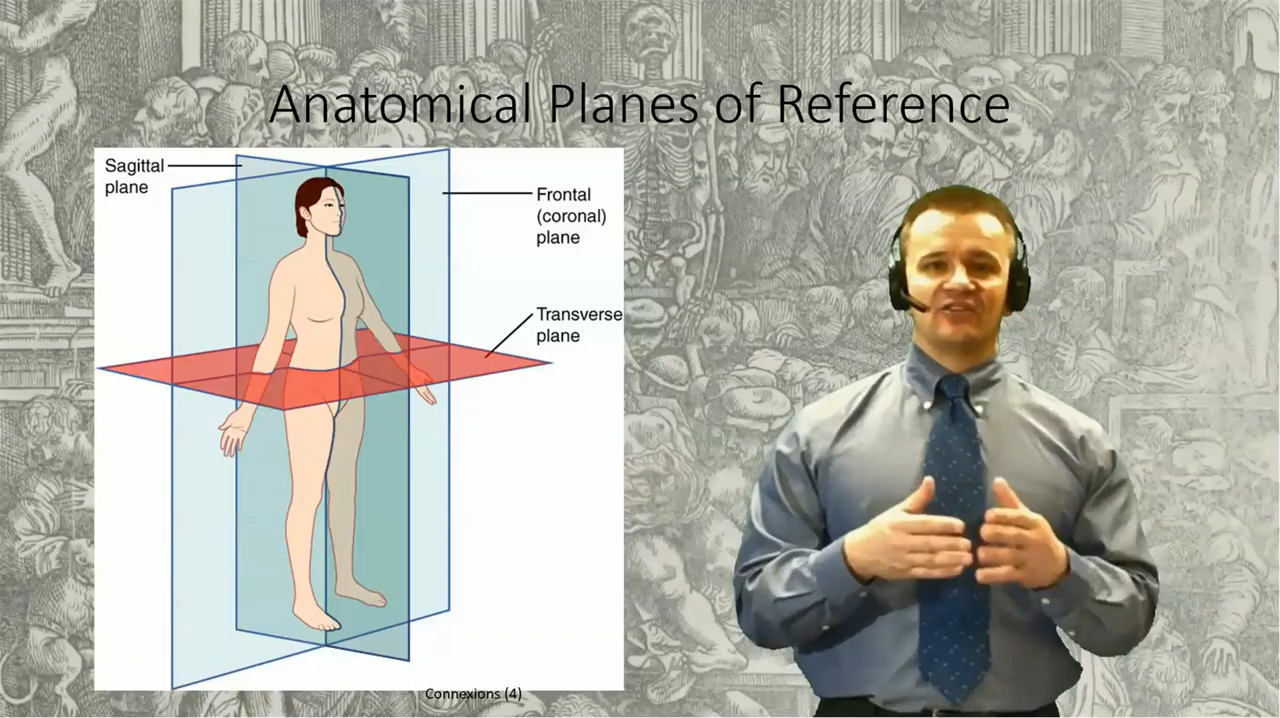 Anatomical Planes of Reference
Sagittal
plane
Frontal
(coronal)
plane
Transverse
plane
Connexions (4)